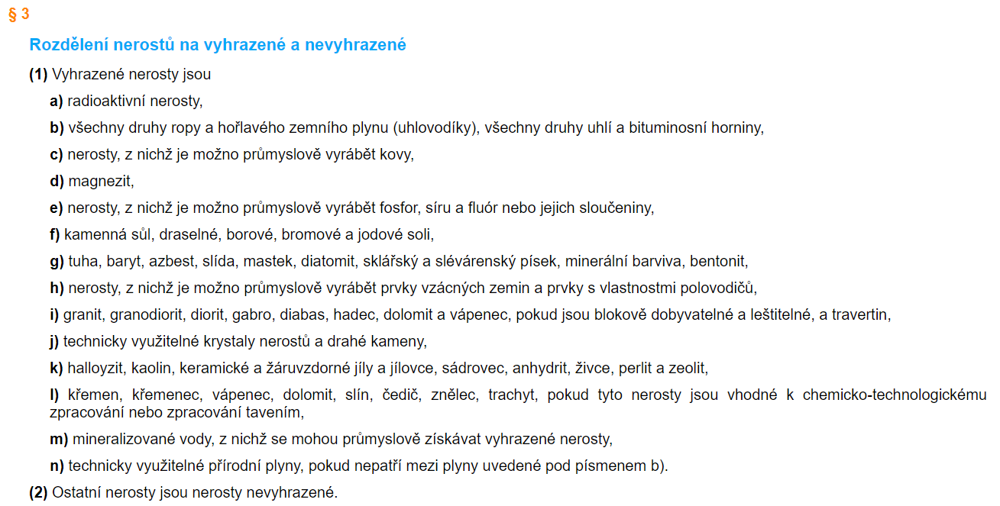 § 3
Rozdělení nerostů na vyhrazené a nevyhrazené
(1) Vyhrazené nerosty jsou
a) radioaktivní nerosty,
b) všechny druhy ropy a hořlavého zemního plynu (uhlovodíky), všechny druhy uhlí a bituminosní horniny,
c) nerosty, z nichž je možno průmyslově vyrábět kovy,
d) magnezit,
e) nerosty, z nichž je možno průmyslově vyrábět fosfor, síru a fluór nebo jejich sloučeniny,
f) kamenná sůl, draselné, borové, bromové a jodové soli,
g) tuha, baryt, azbest, slída, mastek, diatomit, sklářský a slévárenský písek, minerální barviva, bentonit,
h) nerosty, z nichž je možno průmyslově vyrábět prvky vzácných zemin a prvky s vlastnostmi polovodičů,
i) granit, granodiorit, diorit, gabro, diabas, hadec, dolomit a vápenec, pokud jsou blokově dobyvatelné a leštitelné, a travertin,
j) technicky využitelné krystaly nerostů a drahé kameny,
k) halloyzit, kaolin, keramické a žáruvzdorné jíly a jílovce, sádrovec, anhydrit, živce, perlit a zeolit,
l) křemen, křemenec, vápenec, dolomit, slín, čedič, znělec, trachyt, pokud tyto nerosty jsou vhodné k chemicko-technologickému
zpracování nebo zpracování tavením,
m) mineralizované vody, z nichž se mohou průmyslově získávat vyhrazené nerosty,
n) technicky využitelné přírodní plyny, pokud nepatří mezi plyny uvedené pod písmenem b).
(2) Ostatní nerosty jsou nerosty nevyhrazené.